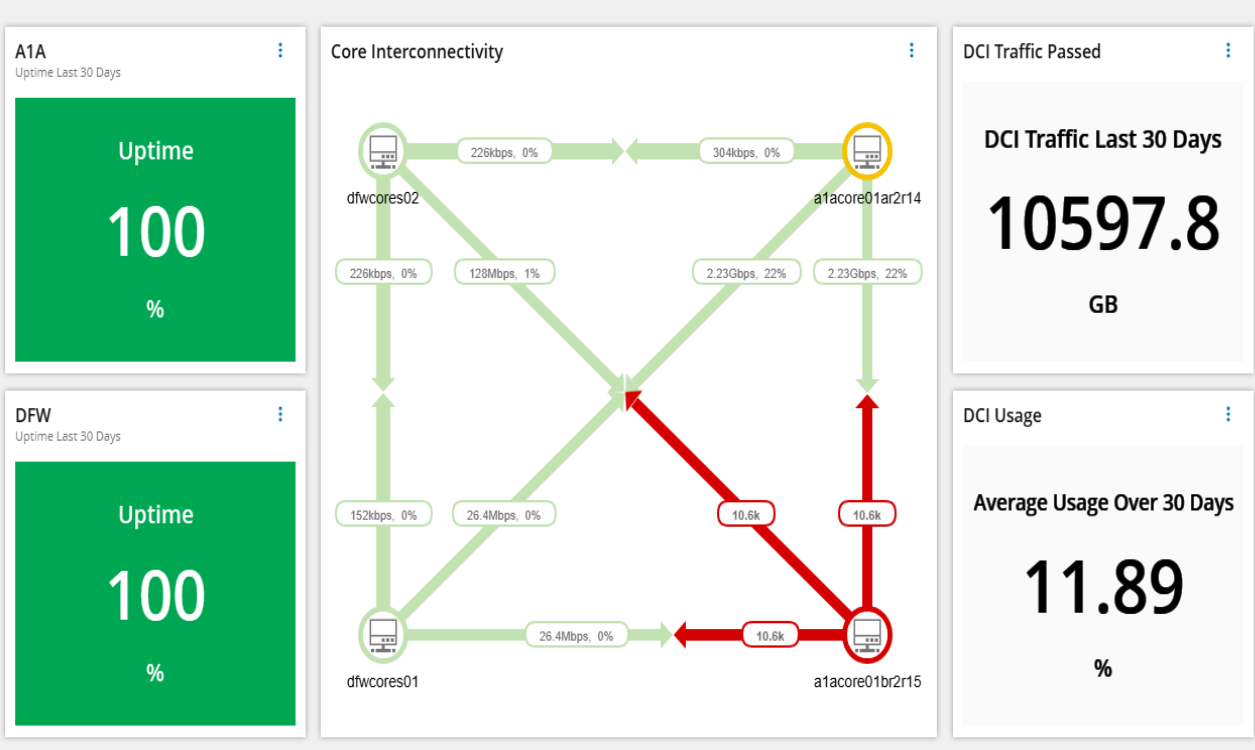 A1A
Uptime Last 30 Days
Uptime
100
%
DFW
Uptime Last 30 Days
Uptime
100
%
Core Interconnectivity
226kbps, 0%
304kbps, 0%
dfwcores02
a1acore01ar2r14
226kbps, 0%
128Mbps, 1%
2.23Gbps, 22%
2.23Gbps, 22%
152kbps, 0%
26.4Mbps, 0%
10.6k
10.6k
26.4Mbps, 0%
10.6k
dfwcores01
a1acore01br2r15
DCI Traffic Passed
DCI Traffic Last 30 Days
10597.8
GB
DCI Usage
Average Usage Over 30 Days
11.89
%